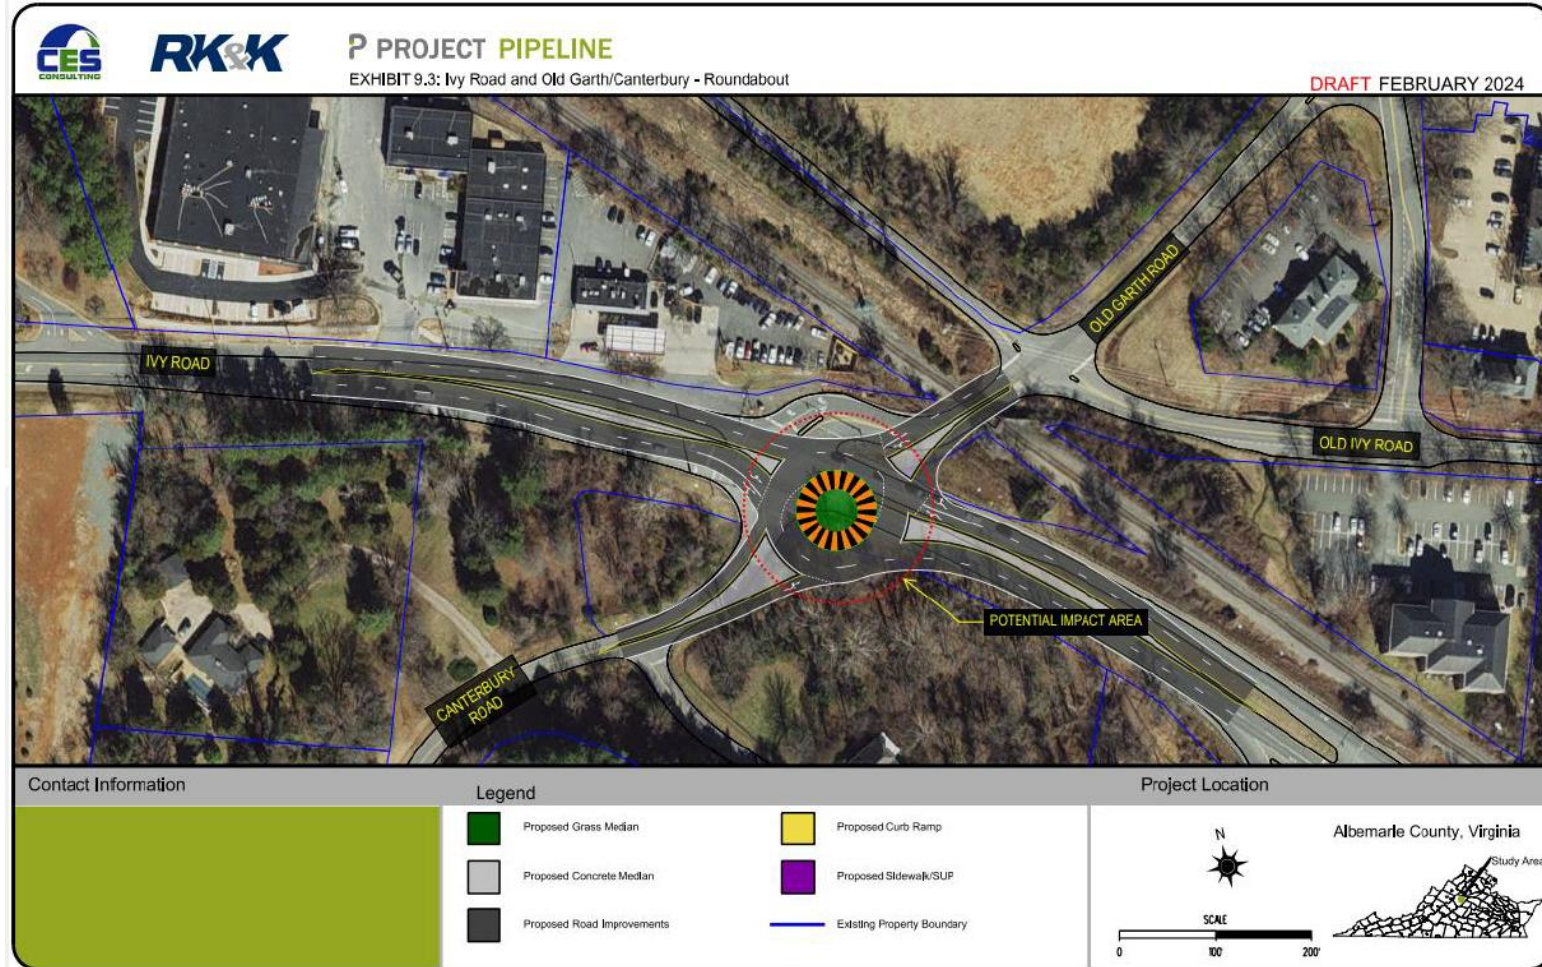 CES
CONSULTING
RK&K
PROJECT PIPELINE
EXHIBIT 9.3: Ivy Road and Old Garth/Canterbury - Roundabout
DRAFT FEBRUARY 2024
IVY ROAD
OLD GARTH ROAD
OLD IVY ROAD
POTENTIAL IMPACT AREA
CANTERBURY
ROAD
Contact Information
Legend
Project Location
Proposed Grass Median
Proposed Curb Ramp
Proposed Concrete Median
Proposed Sidewalk/SUP
Proposed Road Improvements
Existing Property Boundary
N
Albemarle County, Virginia
Study Area
SCALE
0
100'
200'